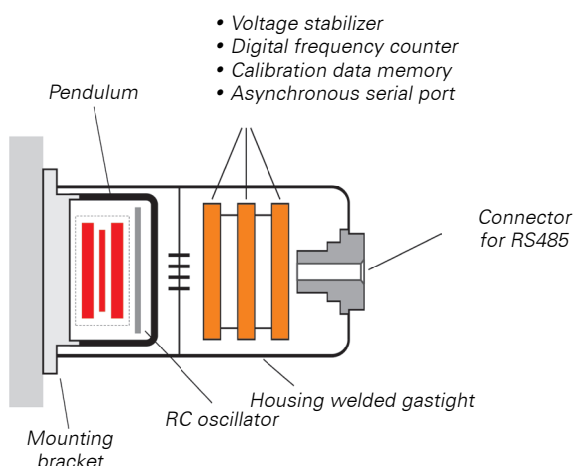 • Voltage stabilizer
• Digital frequency counter
• Calibration data memory
• Asynchronous serial port
Pendulum
Connector
for RS485
Housing welded gastight
RC oscillator
Mounting
bracket